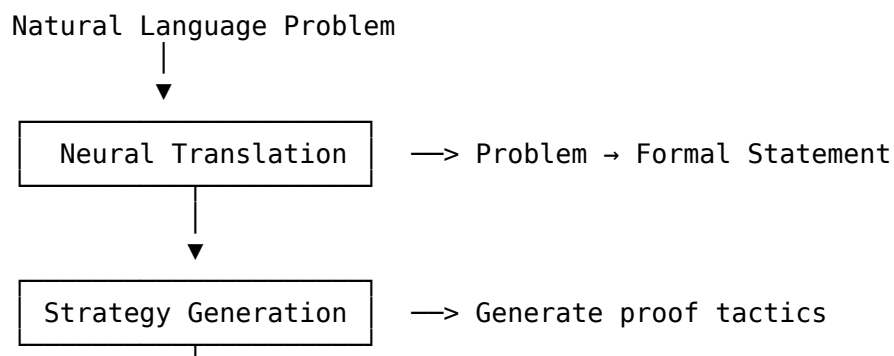 Natural Language Problem
Neural Translation ──> Problem → Formal Statement
Strategy Generation ──> Generate proof tactics